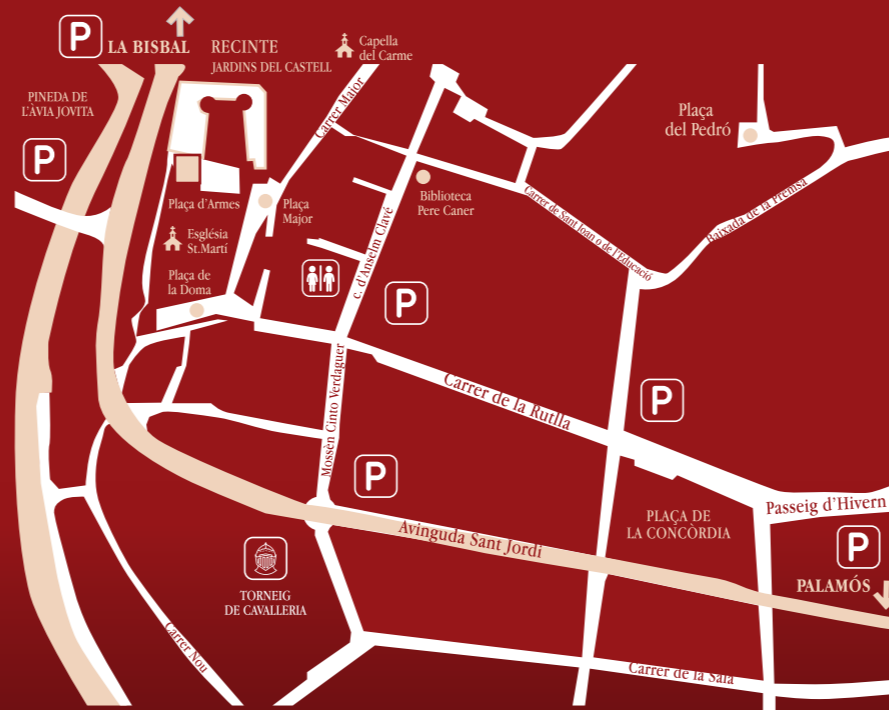 P
LA BISBAL
RECINTE
JARDINS DEL CASTELL
Capella
del Carme
PINEDA DE
L'ÀVIA JOVITA
P
Carrer Major
Plaça
del Pedró
Plaça d'Armes
Plaça
Major
Biblioteca
Pere Caner
Carrer de Sant Joan o de l'Educació
Baixada de la Premsa
Església
St.Martí
c. d'Anselm Clavé
Plaça de
la Doma
P
Mossèn Cinto Verdaguer
Carrer de la Rutlla
P
P
Avinguda Sant Jordi
PLAÇA DE
LA CONCÒRDIA
Passeig d'Hivern
P
PALAMÓS
TORNEIG
DE CAVALLERIA
Carrer Nou
Carrer de la Sala